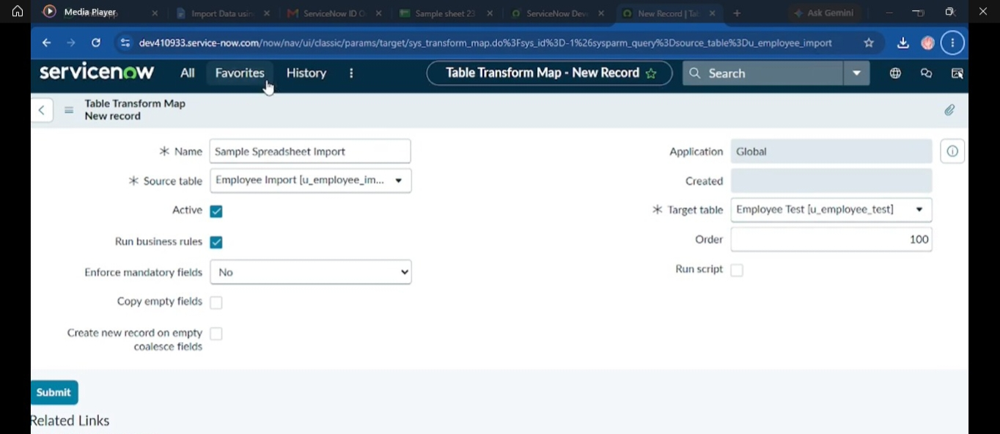 Media Player
Import Data usin
ServiceNow ID O
Sample sheet 23
ServiceNow Dev
New Record | Ta
Ask Gemini
dev410933.service-now.com/now/nav/ui/classic/params/target/sys_transform_map.do%3Fsys_id%3D-1%26sysparm_query%3Dsource_table%3Du_employee_import
servicenow All Favorites History Table Transform Map - New Record Search
Table Transform Map
New record
* Name Sample Spreadsheet Import
Application Global
* Source table Employee Import [u_employee_im...
Created
Active
* Target table Employee Test [u_employee_test]
Run business rules
Order 100
Enforce mandatory fields No
Run script
Copy empty fields
Create new record on empty
coalesce fields
Submit
Related Links